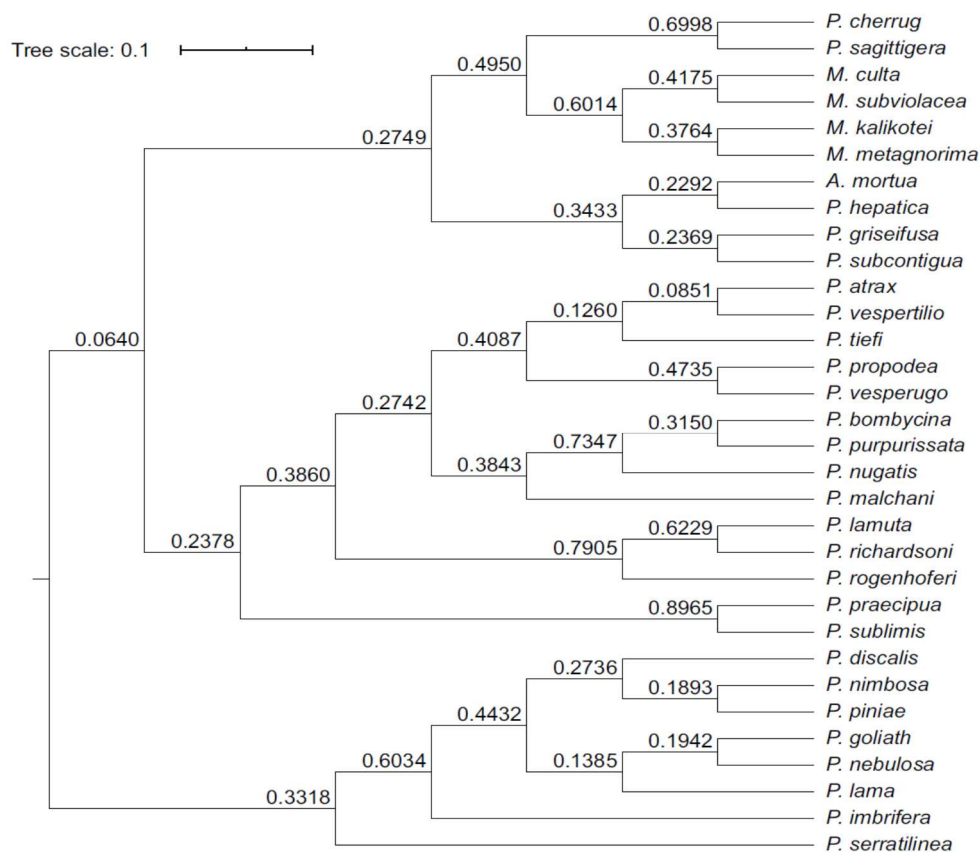 P. cherrug
0.6998
Tree scale: 0.1
P. sagittigera
0.4950
M. culta
0.4175
M. subviolacea
0.6014
M. kalikotei
0.3764
0.2749
M. metagnorima
A. mortua
0.2292
P. hepatica
0.3433
P. griseifusa
0.2369
P. subcontigua
P. atrax
0.0851
P. vespertilio
0.1260
0.0640
0.4087
P. tiefi
P. propodea
0.4735
P. vesperugo
0.2742
P. bombycina
0.3150
P. purpurissata
0.7347
P. nugatis
0.3860
0.3843
P. malchani
P. lamuta
0.6229
P. richardsoni
0.2378
0.7905
P. rogenhoferi
P. praecipua
0.8965
P. sublimis
P. discalis
0.2736
P. nimbosa
0.1893
P. piniae
0.4432
P. goliath
0.1942
P. nebulosa
0.6034
0.1385
P. lama
0.3318
P. imbrifera
P. serratilinea